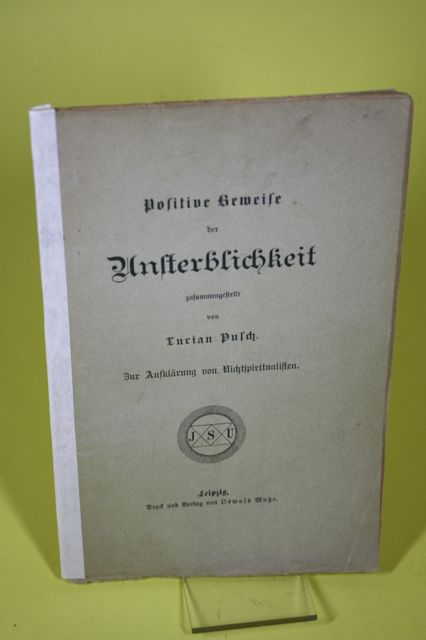 Positive Beweise
der
Unsterblichkeit
zusammengestellt
von
Lucian Pusch.
Zur Aufklärung von Nichtspiritualisten.
J S U
Leipzig,
Druck und Verlag von Oswald Mutze.